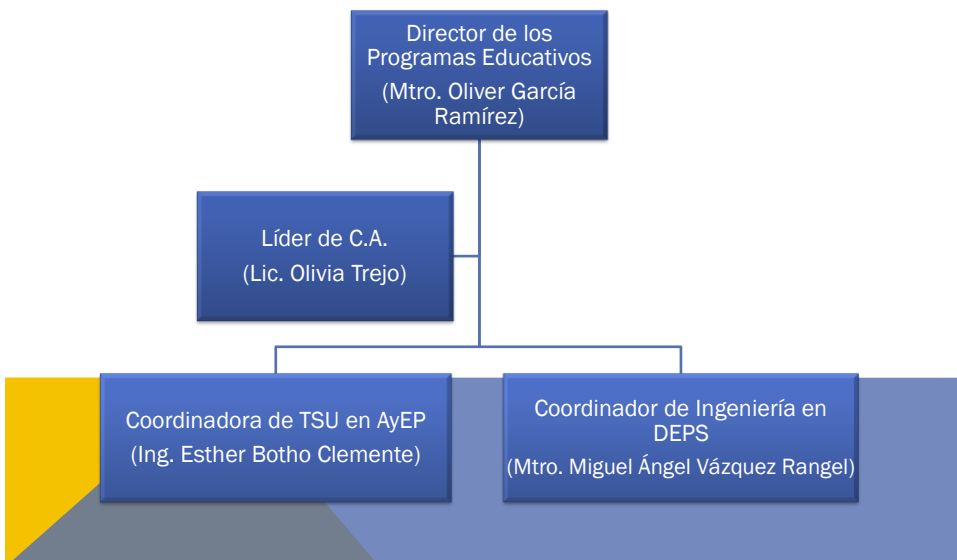 Director de los
Programas Educativos
(Mtro. Oliver García
Ramírez)
Líder de C.A.
(Lic. Olivia Trejo)
Coordinadora de TSU en AyEP
(Ing. Esther Botho Clemente)
Coordinador de Ingeniería en
DEPS
(Mtro. Miguel Ángel Vázquez Rangel)